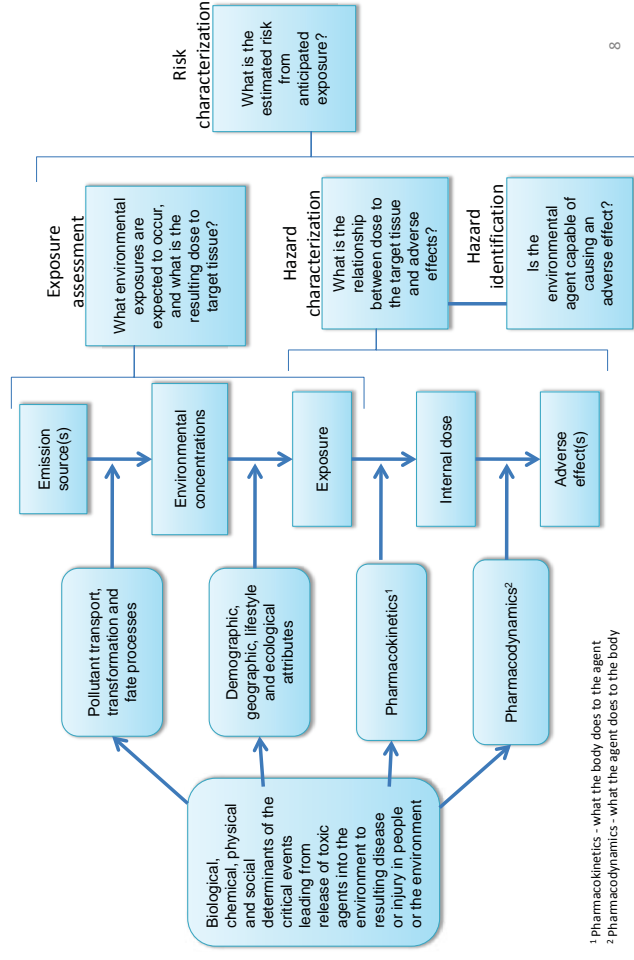 Biological,
chemical, physical
and social
determinants of the
critical events
leading from
release of toxic
agents into the
environment to
resulting disease
or injury in people
or the environment
Pollutant transport,
transformation and
fate processes
Demographic,
geographic, lifestyle
and ecological
attributes
Pharmacokinetics¹
Pharmacodynamics²
Emission
source(s)
Environmental
concentrations
Exposure
Internal dose
Adverse
effect(s)
Exposure
assessment
What environmental
exposures are
expected to occur,
and what is the
resulting dose to
target tissue?
Hazard
characterization
What is the
relationship
between dose to
the target tissue
and adverse
effects?
Hazard
identification
Is the
environmental
agent capable of
causing an
adverse effect?
Risk
characterization
What is the
estimated risk
from
anticipated
exposure?
¹ Pharmacokinetics - what the body does to the agent
² Pharmacodynamics - what the agent does to the body
8